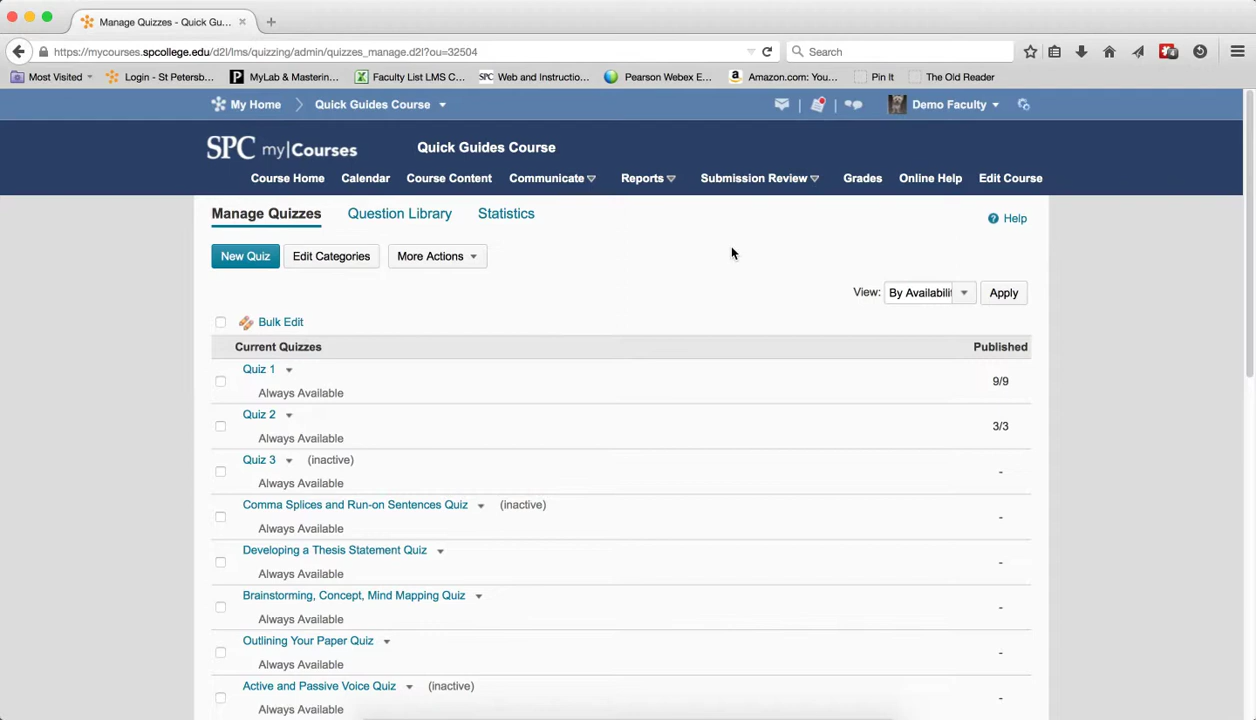 Manage Quizzes - Quick Gu...
https://mycourses.spcollege.edu/d2l/lms/quizzing/admin/quizzes_manage.d2l?ou=32504
Search
Most Visited
Login - St Petersb...
MyLab & Mastering...
Faculty List LMS C...
SPC Web and Instructio...
Pearson Webex E...
Amazon.com: You...
Pin It
The Old Reader
My Home
Quick Guides Course
Demo Faculty
SPC my|Courses
Quick Guides Course
Course Home
Calendar
Course Content
Communicate
Reports
Submission Review
Grades
Online Help
Edit Course
Manage Quizzes
Question Library
Statistics
Help
New Quiz
Edit Categories
More Actions
View: By Availabilit
Apply
Bulk Edit
Current Quizzes
Published
Quiz 1
Always Available
9/9
Quiz 2
Always Available
3/3
Quiz 3 (inactive)
Always Available
-
Comma Splices and Run-on Sentences Quiz (inactive)
Always Available
-
Developing a Thesis Statement Quiz
Always Available
-
Brainstorming, Concept, Mind Mapping Quiz
Always Available
-
Outlining Your Paper Quiz
Always Available
-
Active and Passive Voice Quiz (inactive)
Always Available
-